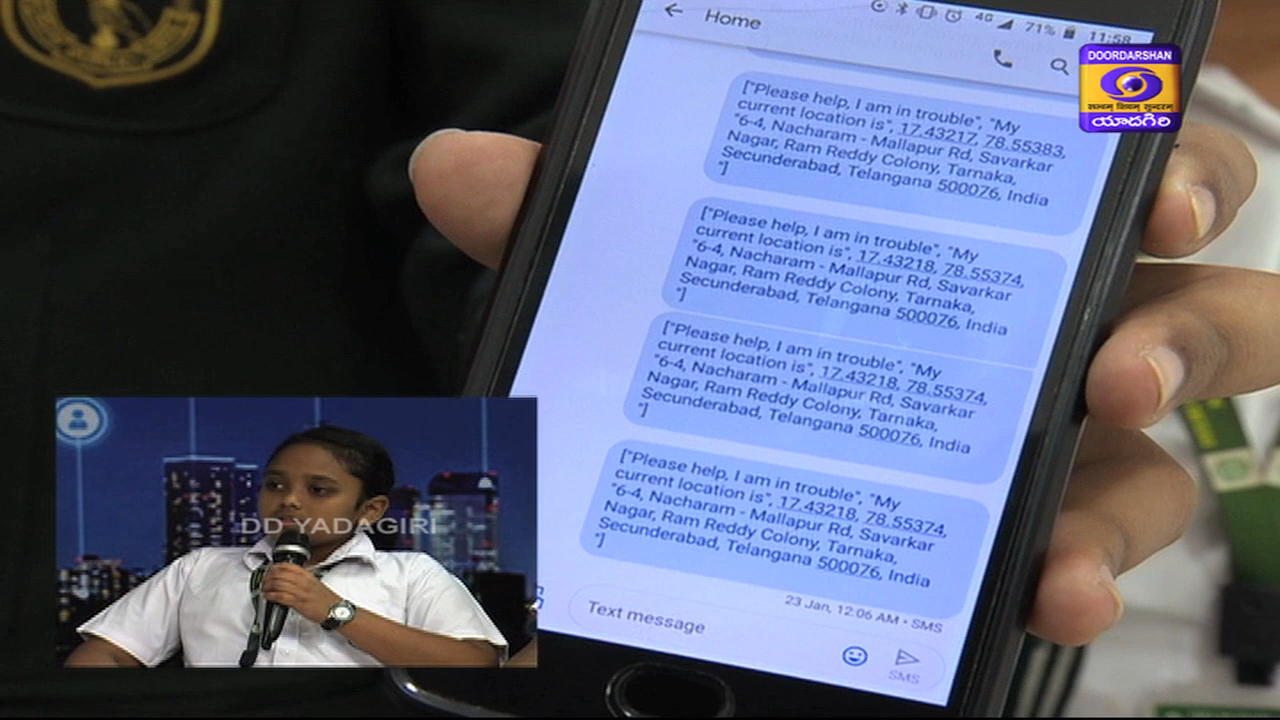 Home
4G 71% 11:58
DOORDARSHAN
सत्यम् शिवम् सुन्दरम्
యాదగిరి
["Please help, I am in trouble", "My
current location is", 17.43217, 78.55383,
"6-4, Nacharam - Mallapur Rd, Savarkar
Nagar, Ram Reddy Colony, Tarnaka,
Secunderabad, Telangana 500076, India
"]
["Please help, I am in trouble", "My
current location is", 17.43218, 78.55374,
"6-4, Nacharam - Mallapur Rd, Savarkar
Nagar, Ram Reddy Colony, Tarnaka,
Secunderabad, Telangana 500076, India
"]
["Please help, I am in trouble", "My
current location is", 17.43218, 78.55374,
"6-4, Nacharam - Mallapur Rd, Savarkar
Nagar, Ram Reddy Colony, Tarnaka,
Secunderabad, Telangana 500076, India
"]
["Please help, I am in trouble", "My
current location is", 17.43218, 78.55374,
"6-4, Nacharam - Mallapur Rd, Savarkar
Nagar, Ram Reddy Colony, Tarnaka,
Secunderabad, Telangana 500076, India
"]
23 Jan, 12:06 AM • SMS
Text message
SMS
DD YADAGIRI